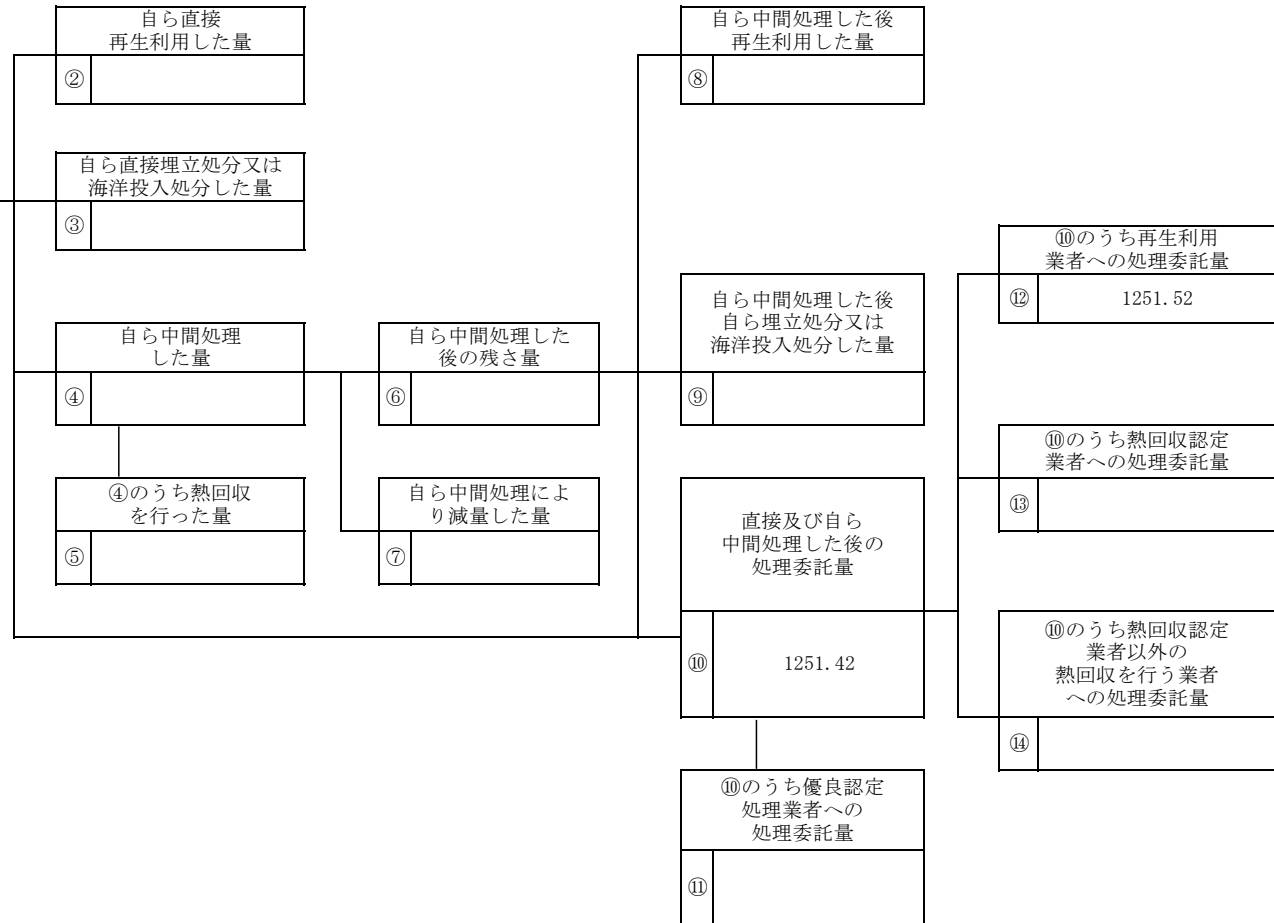 自ら直接
再生利用した量
②
自ら直接埋立処分又は
海洋投入処分した量
③
自ら中間処理
した量
④
④のうち熱回収
を行った量
⑤
自ら中間処理した
後の残さ量
⑥
自ら中間処理によ
り減量した量
⑦
自ら中間処理した後
再生利用した量
⑧
自ら中間処理した後
自ら埋立処分又は
海洋投入処分した量
⑨
直接及び自ら
中間処理した後の
処理委託量
⑩ 1251.42
⑩のうち優良認定
処理業者への
処理委託量
⑪
⑩のうち再生利用
業者への処理委託量
⑫ 1251.52
⑩のうち熱回収認定
業者への処理委託量
⑬
⑩のうち熱回収認定
業者以外の
熱回収を行う業者
への処理委託量
⑭